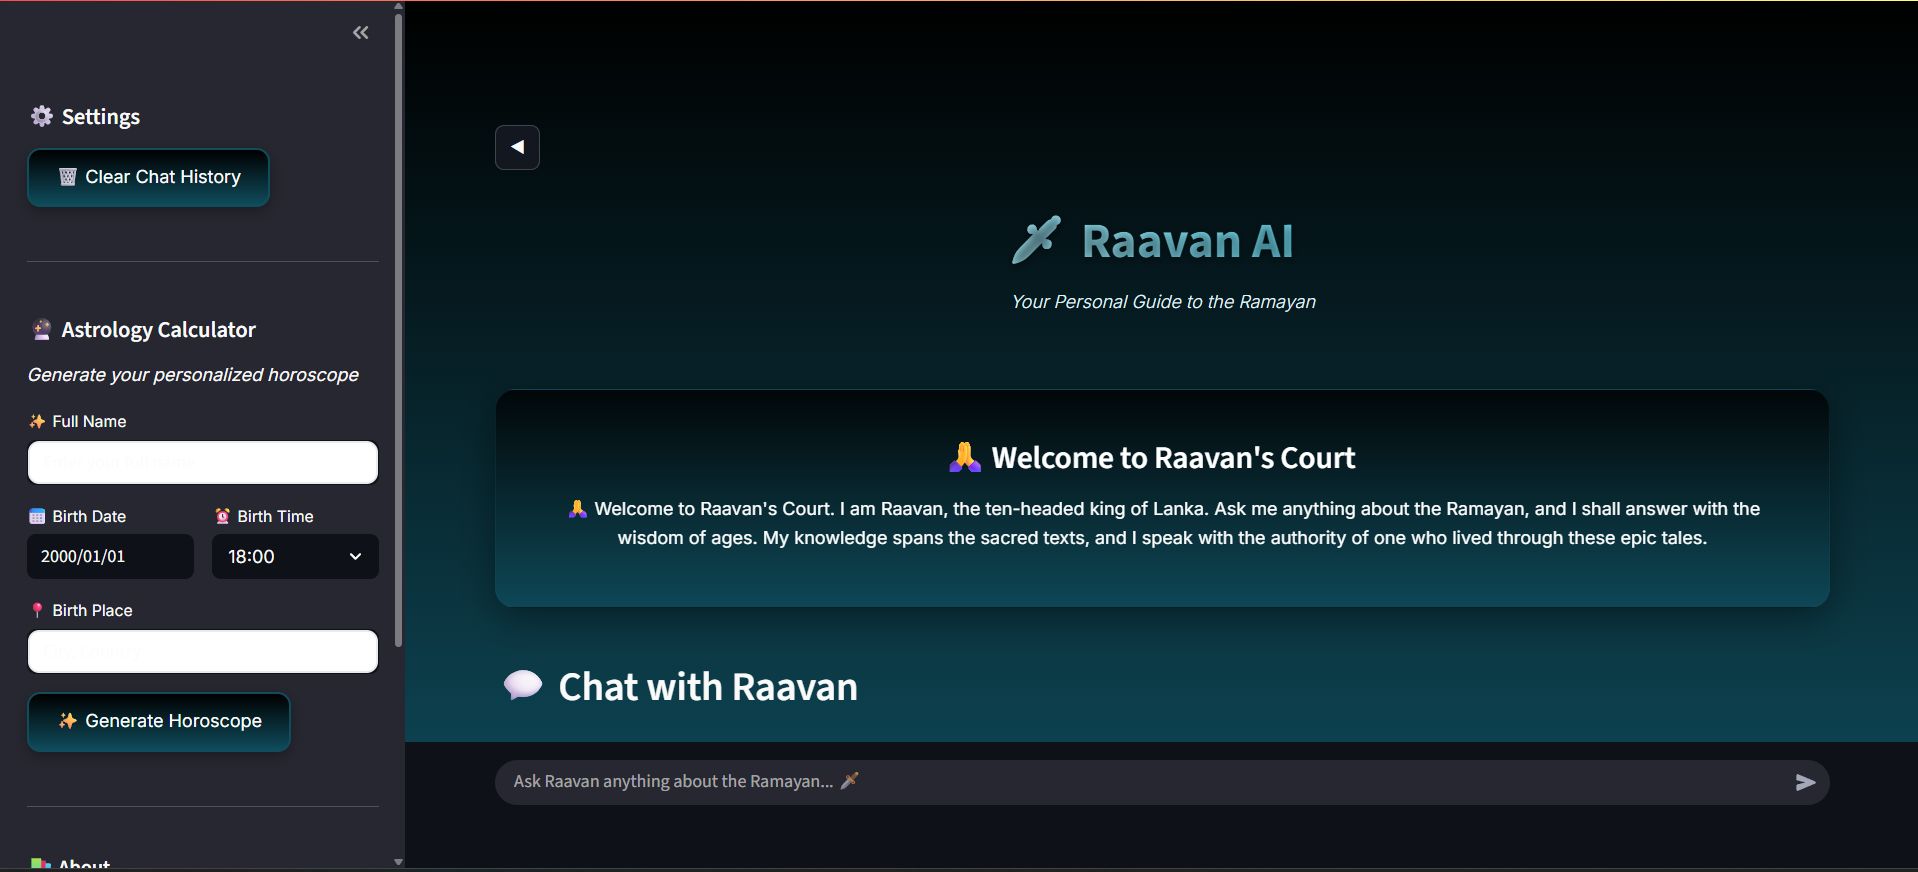 Settings
Clear Chat History
Astrology Calculator
Generate your personalized horoscope
Full Name
Birth Date
Birth Time
2000/01/01
18:00
Birth Place
Generate Horoscope
About
Raavan AI
Your Personal Guide to the Ramayan
Welcome to Raavan's Court
Welcome to Raavan's Court. I am Raavan, the ten-headed king of Lanka. Ask me anything about the Ramayan, and I shall answer with the
wisdom of ages. My knowledge spans the sacred texts, and I speak with the authority of one who lived through these epic tales.
Chat with Raavan
Ask Raavan anything about the Ramayan...